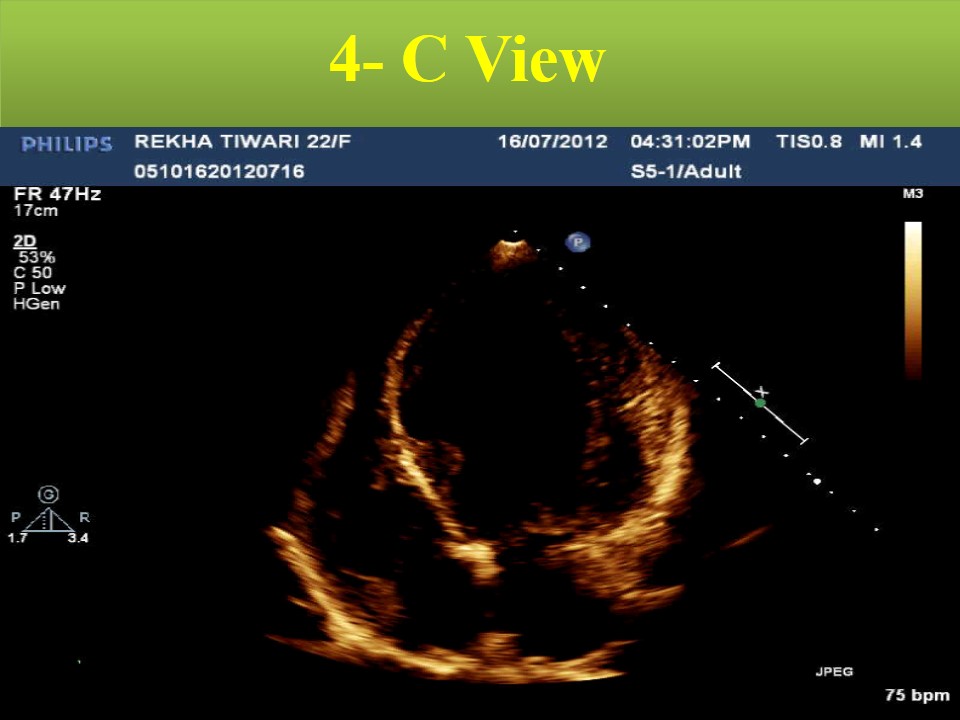 4- C View
PHILIPS REKHA TIWARI 22/F 16/07/2012 04:31:02PM TIS0.8 MI 1.4
05101620120716 S5-1/Adult
FR 47Hz M3
17cm
2D
53%
C 50
P Low
HGen
P
G
P R
1.7 3.4
JPEG
75 bpm